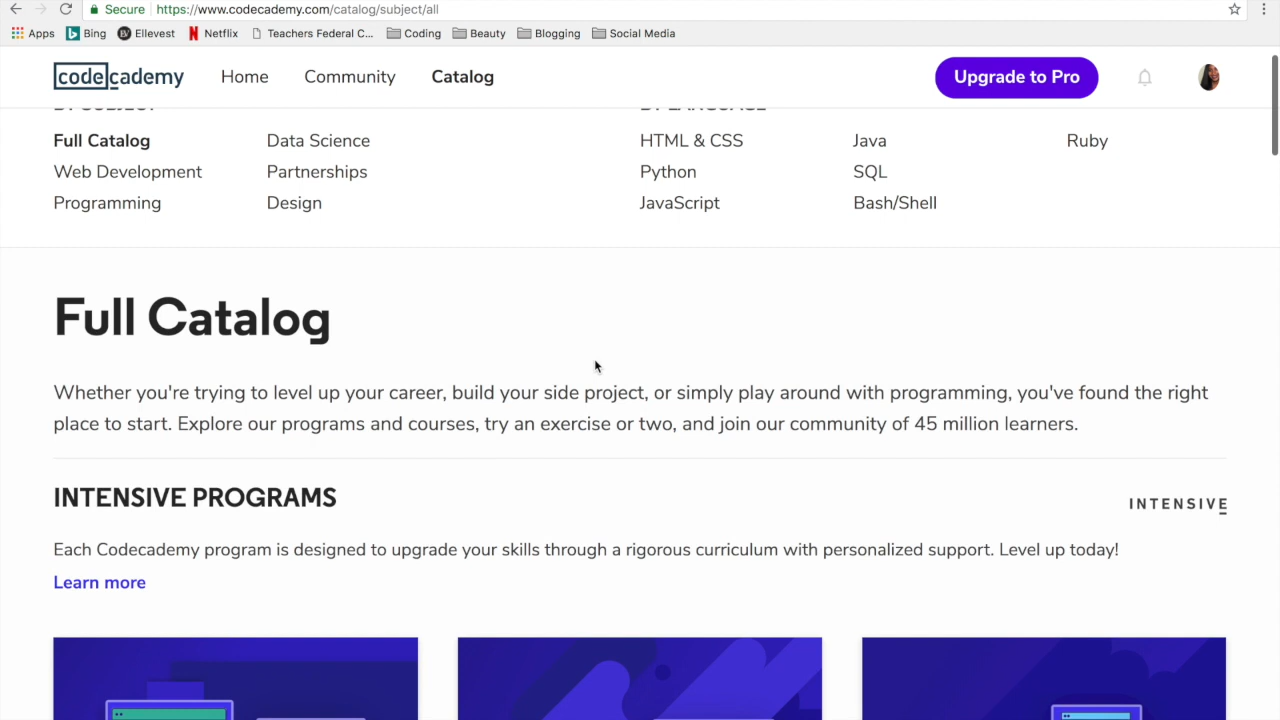 Secure https://www.codecademy.com/catalog/subject/all
Apps Bing Ellevest Netflix Teachers Federal C... Coding Beauty Blogging Social Media
codecademy Home Community Catalog Upgrade to Pro
BY SUBJECT BY LANGUAGE
Full Catalog Data Science HTML & CSS Java Ruby
Web Development Partnerships Python SQL
Programming Design JavaScript Bash/Shell
Full Catalog
Whether you're trying to level up your career, build your side project, or simply play around with programming, you've found the right
place to start. Explore our programs and courses, try an exercise or two, and join our community of 45 million learners.
INTENSIVE PROGRAMS INTENSIVE
Each Codecademy program is designed to upgrade your skills through a rigorous curriculum with personalized support. Level up today!
Learn more